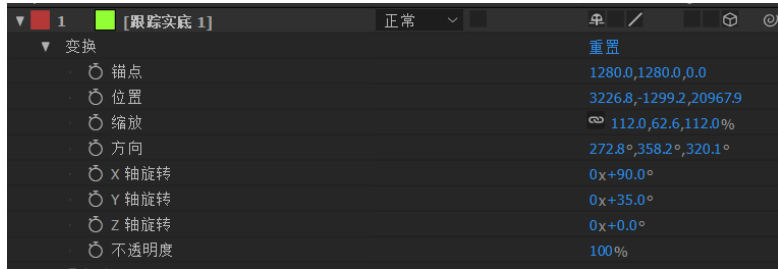 1 [跟踪实底 1] 正常
变换 重置
锚点 1280.0,1280.0,0.0
位置 3226.8,-1299.2,20967.9
缩放 112.0,62.6,112.0%
方向 272.8°,358.2°,320.1°
X 轴旋转 0x+90.0°
Y 轴旋转 0x+35.0°
Z 轴旋转 0x+0.0°
不透明度 100%